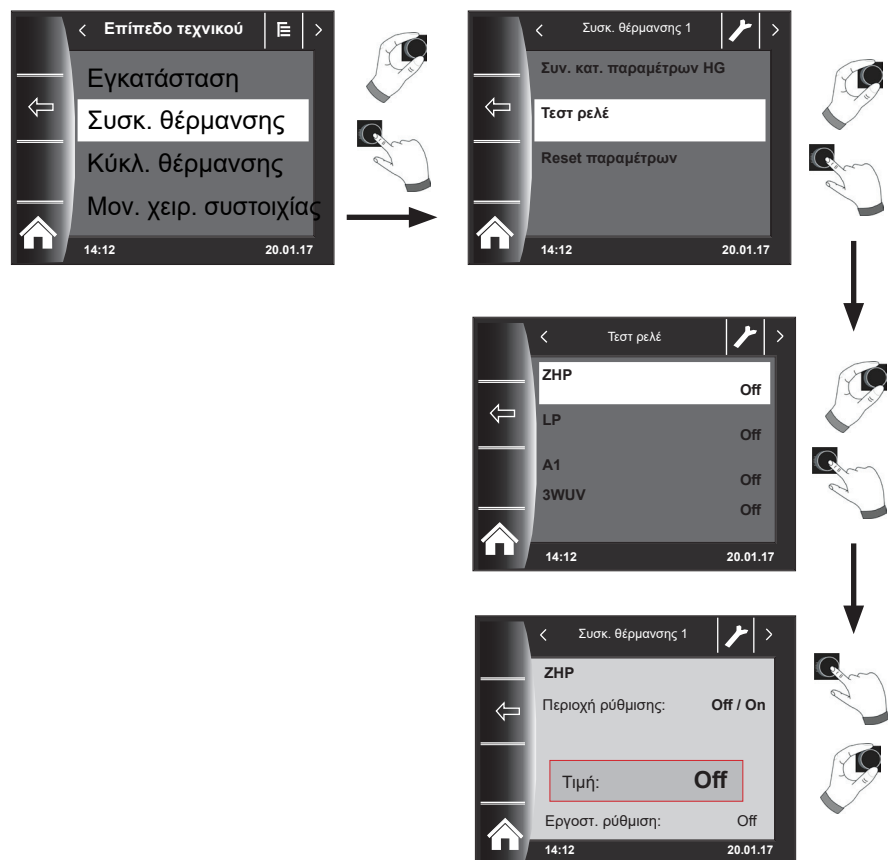 Επίπεδο τεχνικού
Εγκατάσταση
Συσκ. θέρμανσης
Κύκλ. θέρμανσης
Μον. χειρ. συστοιχίας
14:12 20.01.17
Συσκ. θέρμανσης 1
Συν. κατ. παραμέτρων HG
Τεστ ρελέ
Reset παραμέτρων
14:12 20.01.17
Τεστ ρελέ
ZHP
Off
LP
Off
A1
Off
3WUV
Off
14:12 20.01.17
Συσκ. θέρμανσης 1
ZHP
Περιοχή ρύθμισης: Off / On
Τιμή: Off
Εργοστ. ρύθμιση: Off
14:12 20.01.17